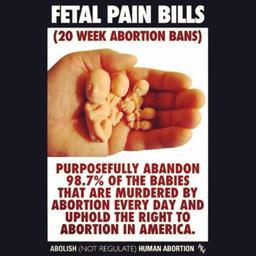 FETAL PAIN BILLS
(20 WEEK ABORTION BANS)
PURPOSEFULLY ABANDON
98.7% OF THE BABIES
THAT ARE MURDERED BY
ABORTION EVERY DAY AND
UPHOLD THE RIGHT TO
ABORTION IN AMERICA.
ABOLISH (NOT REGULATE) HUMAN ABORTION